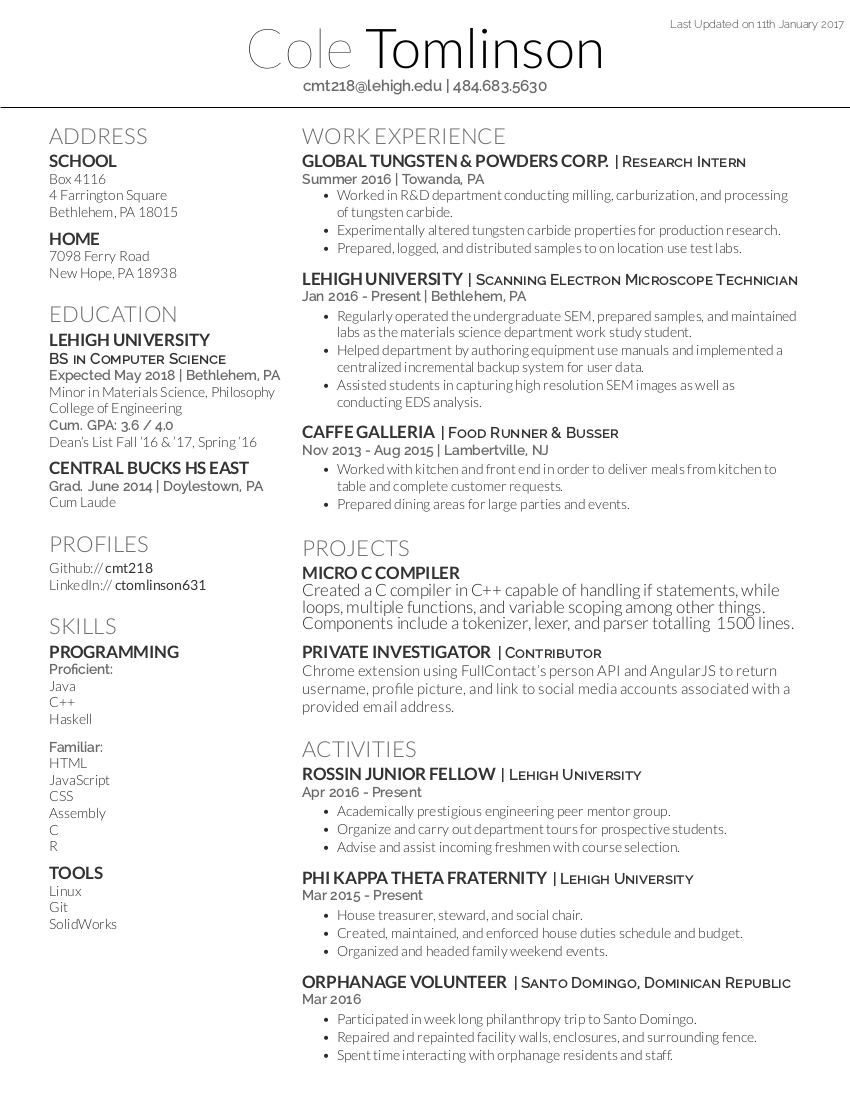 Last Updated on 11th January 2017
Cole Tomlinson
cmt218@lehigh.edu | 484.683.5630
ADDRESS
SCHOOL
Box 4116
4 Farrington Square
Bethlehem, PA 18015
HOME
7098 Ferry Road
New Hope, PA 18938
EDUCATION
LEHIGH UNIVERSITY
BS in Computer Science
Expected May 2018 | Bethlehem, PA
Minor in Materials Science, Philosophy
College of Engineering
Cum. GPA: 3.6 / 4.0
Dean's List Fall '16 & '17, Spring '16
CENTRAL BUCKS HS EAST
Grad. June 2014 | Doylestown, PA
Cum Laude
PROFILES
Github:// cmt218
LinkedIn:// ctomlinson631
SKILLS
PROGRAMMING
Proficient:
Java
C++
Haskell
Familiar:
HTML
JavaScript
CSS
Assembly
C
R
TOOLS
Linux
Git
SolidWorks
WORK EXPERIENCE
GLOBAL TUNGSTEN & POWDERS CORP. | Research Intern
Summer 2016 | Towanda, PA
• Worked in R&D department conducting milling, carburization, and processing
of tungsten carbide.
• Experimentally altered tungsten carbide properties for production research.
• Prepared, logged, and distributed samples to on location use test labs.
LEHIGH UNIVERSITY | Scanning Electron Microscope Technician
Jan 2016 - Present | Bethlehem, PA
• Regularly operated the undergraduate SEM, prepared samples, and maintained
labs as the materials science department work study student.
• Helped department by authoring equipment use manuals and implemented a
centralized incremental backup system for user data.
• Assisted students in capturing high resolution SEM images as well as
conducting EDS analysis.
CAFFE GALLERIA | Food Runner & Busser
Nov 2013 - Aug 2015 | Lambertville, NJ
• Worked with kitchen and front end in order to deliver meals from kitchen to
table and complete customer requests.
• Prepared dining areas for large parties and events.
PROJECTS
MICRO C COMPILER
Created a C compiler in C++ capable of handling if statements, while
loops, multiple functions, and variable scoping among other things.
Components include a tokenizer, lexer, and parser totalling 1500 lines.
PRIVATE INVESTIGATOR | Contributor
Chrome extension using FullContact's person API and AngularJS to return
username, profile picture, and link to social media accounts associated with a
provided email address.
ACTIVITIES
ROSSIN JUNIOR FELLOW | Lehigh University
Apr 2016 - Present
• Academically prestigious engineering peer mentor group.
• Organize and carry out department tours for prospective students.
• Advise and assist incoming freshmen with course selection.
PHI KAPPA THETA FRATERNITY | Lehigh University
Mar 2015 - Present
• House treasurer, steward, and social chair.
• Created, maintained, and enforced house duties schedule and budget.
• Organized and headed family weekend events.
ORPHANAGE VOLUNTEER | Santo Domingo, Dominican Republic
Mar 2016
• Participated in week long philanthropy trip to Santo Domingo.
• Repaired and repainted facility walls, enclosures, and surrounding fence.
• Spent time interacting with orphanage residents and staff.